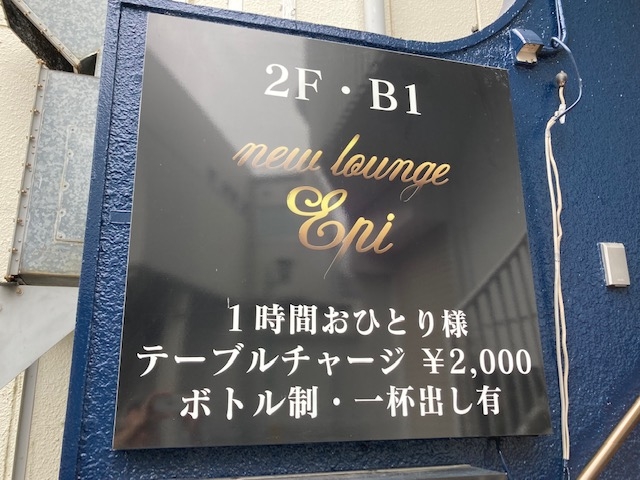 2F・B1
new lounge
Epi
1時間おひとり様
テーブルチャージ ¥2,000
ボトル制・一杯出し有